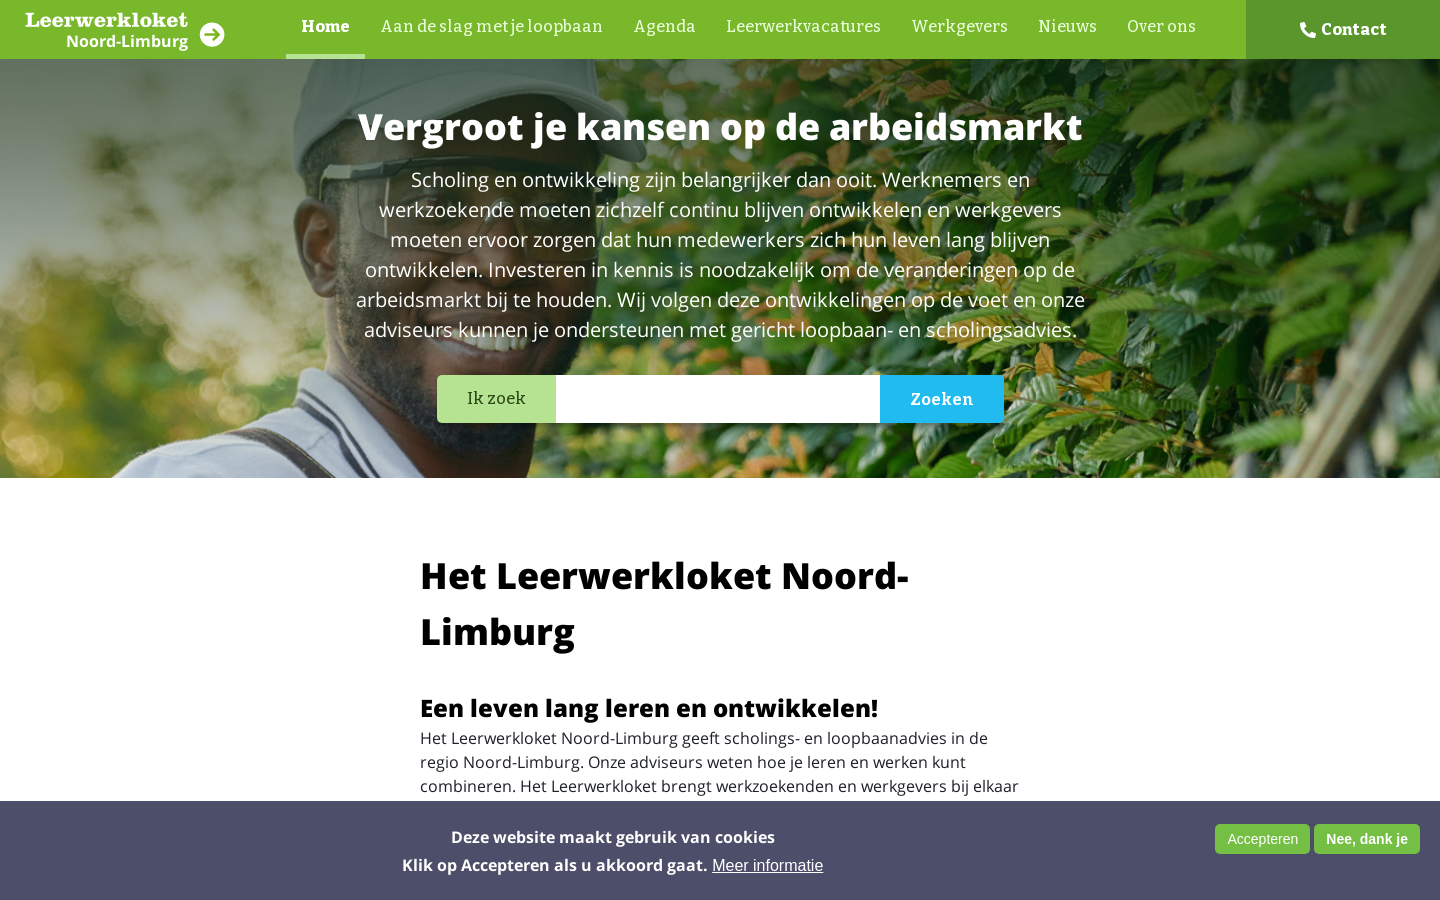 Leerwerkloket
Noord-Limburg
Home
Aan de slag met je loopbaan
Agenda
Leerwerkvacatures
Werkgevers
Nieuws
Over ons
Contact
Vergroot je kansen op de arbeidsmarkt
Scholing en ontwikkeling zijn belangrijker dan ooit. Werknemers en
werkzoekende moeten zichzelf continu blijven ontwikkelen en werkgevers
moeten ervoor zorgen dat hun medewerkers zich hun leven lang blijven
ontwikkelen. Investeren in kennis is noodzakelijk om de veranderingen op de
arbeidsmarkt bij te houden. Wij volgen deze ontwikkelingen op de voet en onze
adviseurs kunnen je ondersteunen met gericht loopbaan- en scholingsadvies.
Ik zoek
Zoeken
Het Leerwerkloket Noord-
Limburg
Een leven lang leren en ontwikkelen!
Het Leerwerkloket Noord-Limburg geeft scholings- en loopbaanadvies in de
regio Noord-Limburg. Onze adviseurs weten hoe je leren en werken kunt
combineren. Het Leerwerkloket brengt werkzoekenden en werkgevers bij elkaar
Deze website maakt gebruik van cookies
Klik op Accepteren als u akkoord gaat. Meer informatie
Accepteren
Nee, dank je